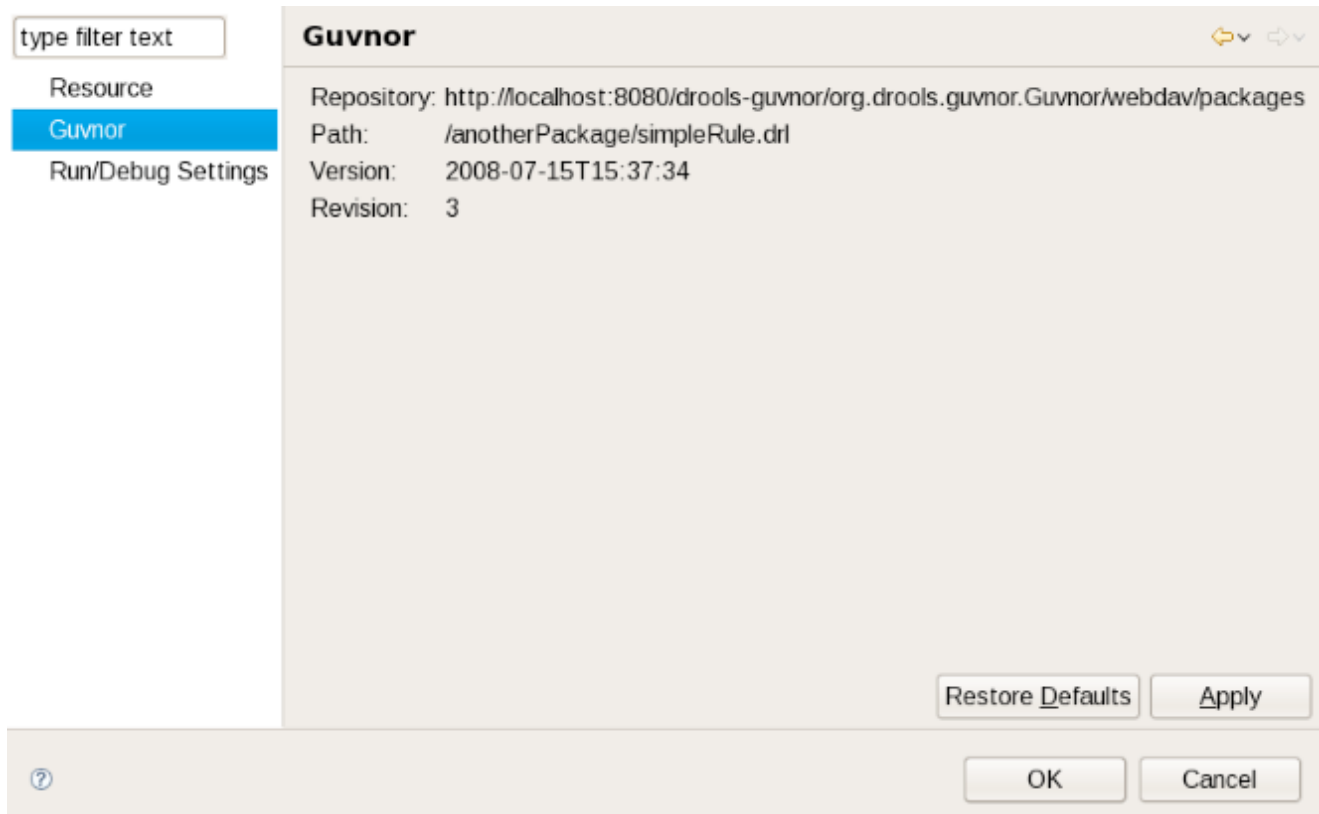 type filter text
Resource
Guvnor
Run/Debug Settings
Guvnor
Repository: http://localhost:8080/drools-guvnor/org.drools.guvnor.Guvnor/webdav/packages
Path: /anotherPackage/simpleRule.drl
Version: 2008-07-15T15:37:34
Revision: 3
Restore Defaults Apply
? OK Cancel